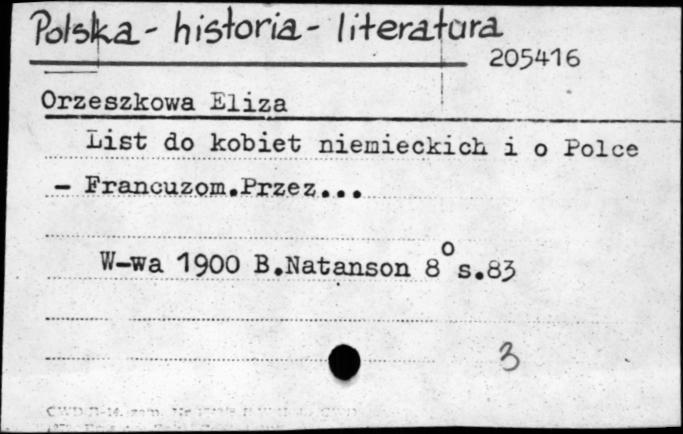 Polska - historia - literatura
205416
Orzeszkowa Eliza
List do kobiet niemieckich i o Polce
- Francuzom.Przez...
W-wa 1900 B.Natanson 8° s.83
3